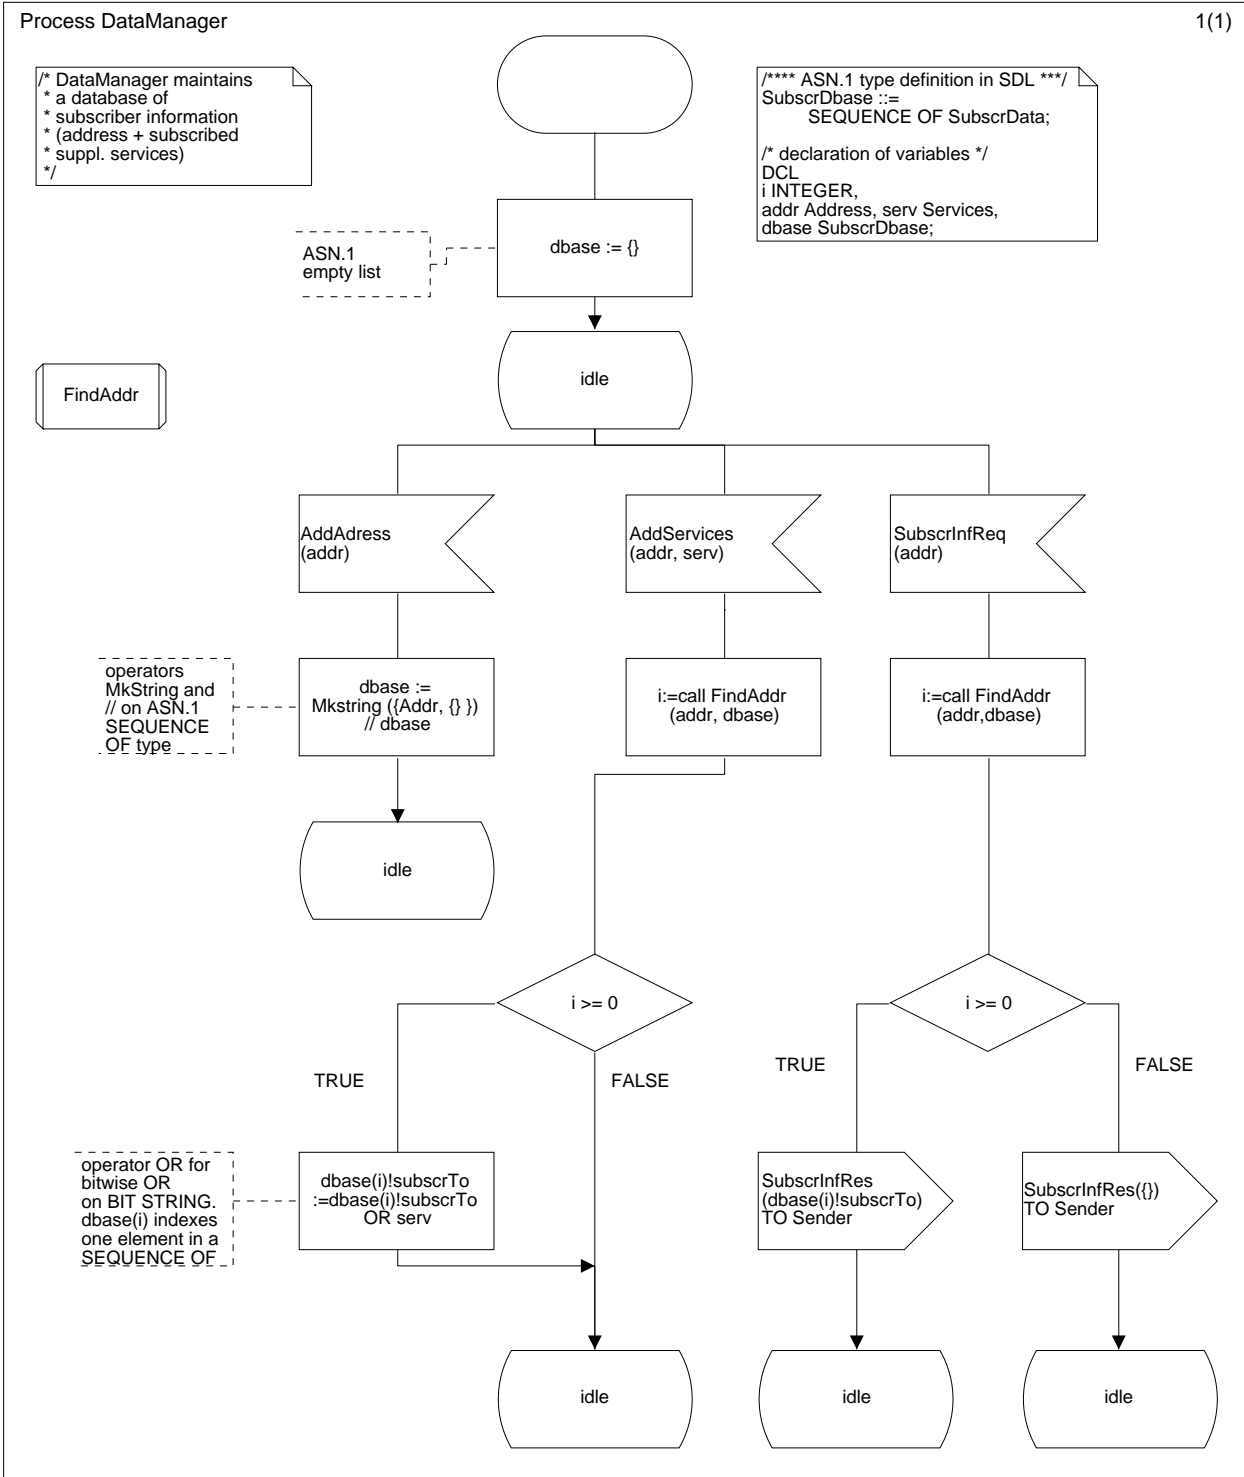 Process DataManager
1(1)
/* DataManager maintains
* a database of
* subscriber information
* (address + subscribed
* suppl. services)
*/
/**** ASN.1 type definition in SDL ***/
SubscrDbase ::=
SEQUENCE OF SubscrData;
/* declaration of variables */
DCL
i INTEGER,
addr Address, serv Services,
dbase SubscrDbase;
ASN.1
empty list
dbase := {}
idle
FindAddr
AddAdress
(addr)
AddServices
(addr, serv)
SubscrInfReq
(addr)
operators
MkString and
// on ASN.1
SEQUENCE
OF type
dbase :=
Mkstring ({Addr, {} })
// dbase
i:=call FindAddr
(addr, dbase)
i:=call FindAddr
(addr,dbase)
idle
i >= 0
i >= 0
TRUE
FALSE
TRUE
FALSE
operator OR for
bitwise OR
on BIT STRING.
dbase(i) indexes
one element in a
SEQUENCE OF
dbase(i)!subscrTo
:=dbase(i)!subscrTo
OR serv
SubscrInfRes
(dbase(i)!subscrTo)
TO Sender
SubscrInfRes({})
TO Sender
idle
idle
idle